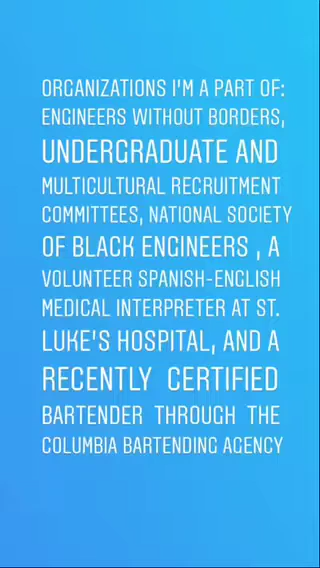 ORGANIZATIONS I'M A PART OF:
ENGINEERS WITHOUT BORDERS,
UNDERGRADUATE AND
MULTICULTURAL RECRUITMENT
COMMITTEES, NATIONAL SOCIETY
OF BLACK ENGINEERS , A
VOLUNTEER SPANISH-ENGLISH
MEDICAL INTERPRETER AT ST.
LUKE'S HOSPITAL, AND A
RECENTLY CERTIFIED
BARTENDER THROUGH THE
COLUMBIA BARTENDING AGENCY